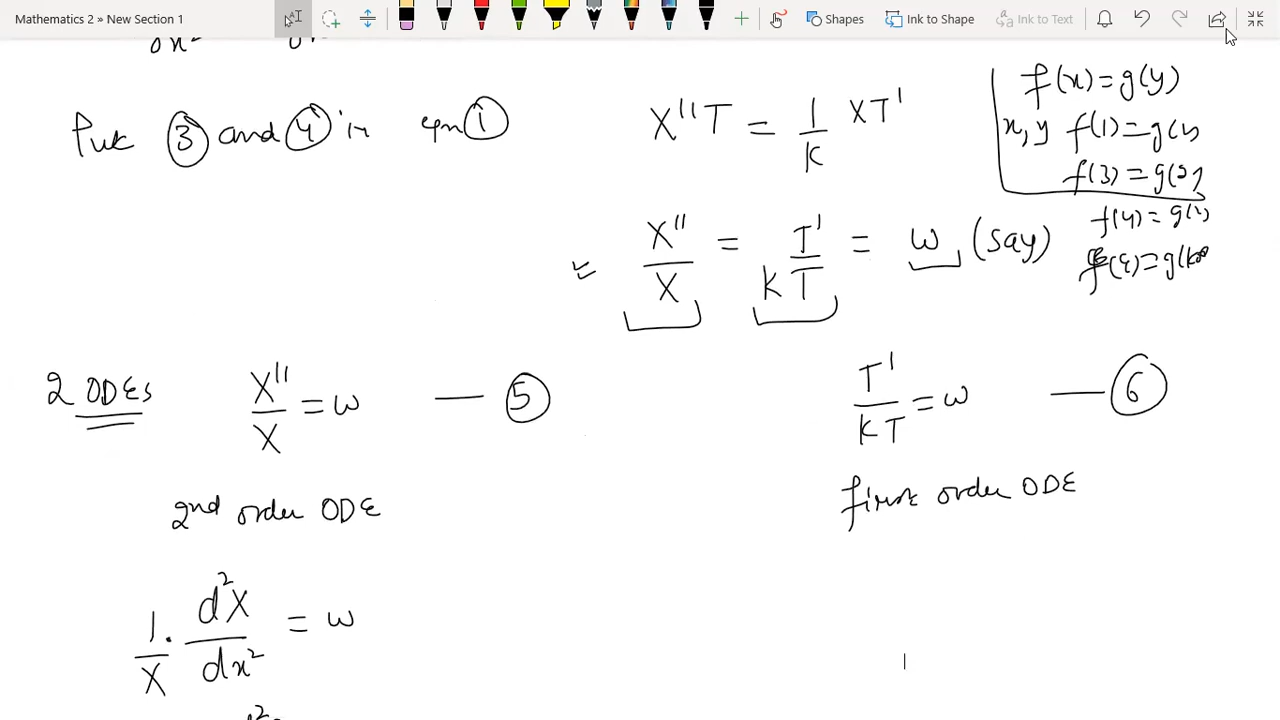 Mathematics 2 » New Section 1
Shapes
Ink to Shape
Ink to Text
Put ③ and ④ in eqn ①
X''T = 1/K XT'
f(x) = g(y)
x, y f(1) = g(
f(3) = g(
f(4) = g(
X''/X = T'/KT = ω (say)
2 ODEs X''/X = ω — ⑤
T'/KT = ω — ⑥
2nd order ODE
first order ODE
1/X · d²X/dx² = ω